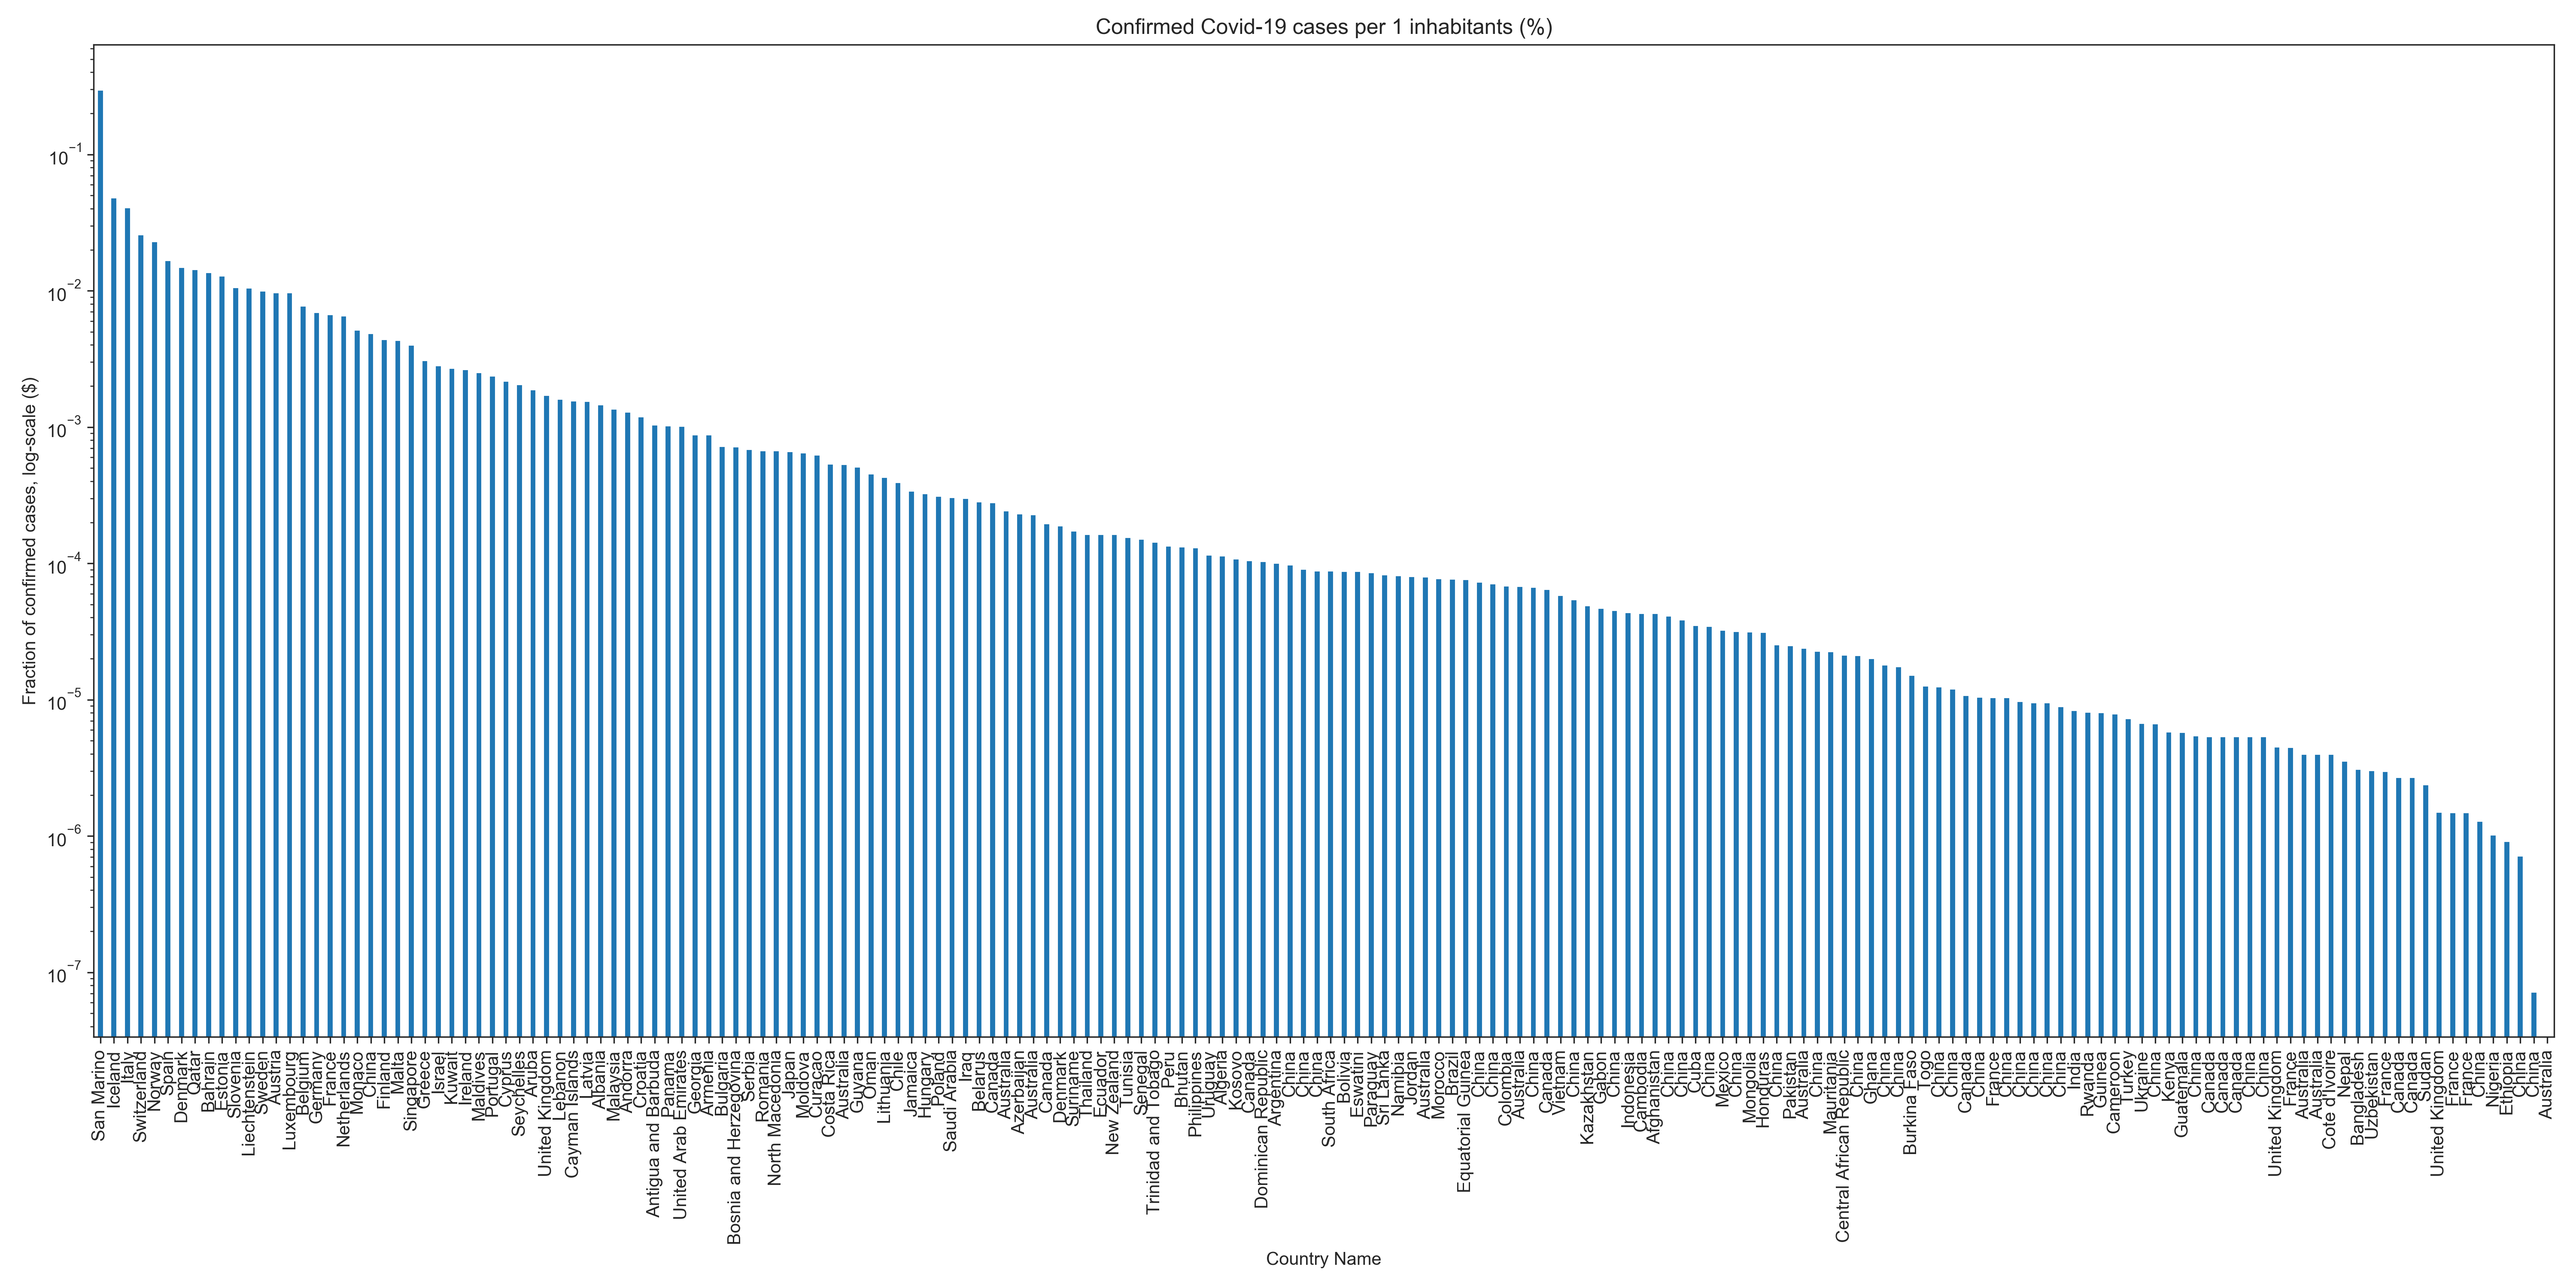 Confirmed Covid-19 cases per 1 inhabitants (%)
Fraction of confirmed cases, log-scale ($)
10⁻¹
10⁻²
10⁻³
10⁻⁴
10⁻⁵
10⁻⁶
10⁻⁷
San Marino
Iceland
Italy
Switzerland
Norway
Spain
Denmark
Qatar
Bahrain
Estonia
Slovenia
Liechtenstein
Sweden
Austria
Luxembourg
Belgium
Germany
France
Netherlands
Monaco
China
Finland
Malta
Singapore
Greece
Israel
Kuwait
Ireland
Maldives
Portugal
Cyprus
Seychelles
Aruba
United Kingdom
Lebanon
Cayman Islands
Latvia
Albania
Malaysia
Andorra
Croatia
Antigua and Barbuda
Panama
United Arab Emirates
Georgia
Armenia
Bulgaria
Bosnia and Herzegovina
Serbia
Romania
North Macedonia
Japan
Moldova
Curaçao
Costa Rica
Australia
Guyana
Oman
Lithuania
Chile
Jamaica
Hungary
Poland
Saudi Arabia
Iraq
Belarus
Canada
Australia
Azerbaijan
Australia
Canada
Denmark
Suriname
Thailand
Ecuador
New Zealand
Tunisia
Senegal
Trinidad and Tobago
Peru
Bhutan
Philippines
Uruguay
Algeria
Kosovo
Canada
Dominican Republic
Argentina
China
China
China
South Africa
Bolivia
Eswatini
Paraguay
Sri Lanka
Namibia
Jordan
Australia
Morocco
Brazil
Equatorial Guinea
China
China
Colombia
Australia
China
Canada
Vietnam
China
Kazakhstan
Gabon
China
Indonesia
Cambodia
Afghanistan
China
China
Cuba
China
Mexico
China
Mongolia
Honduras
China
Pakistan
Australia
China
Mauritania
Central African Republic
China
Ghana
China
China
Burkina Faso
Togo
China
China
Canada
China
France
China
China
China
China
China
India
Rwanda
Guinea
Cameroon
Turkey
Ukraine
China
Kenya
Guatemala
China
Canada
Canada
Canada
China
China
United Kingdom
France
Australia
Australia
Cote d'Ivoire
Nepal
Bangladesh
Uzbekistan
France
Canada
Canada
Sudan
United Kingdom
France
France
China
Nigeria
Ethiopia
China
China
Australia
Country Name